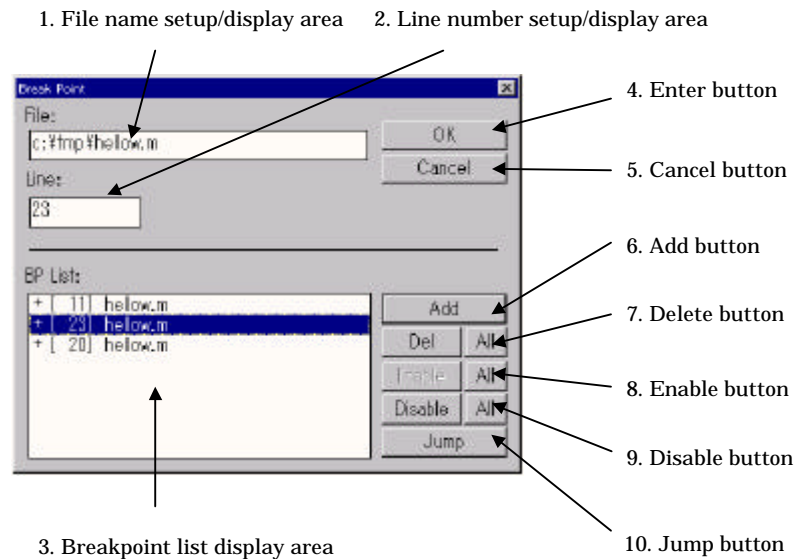 1. File name setup/display area
2. Line number setup/display area
Break Point
File:
c:¥tmp¥hellow.m
Line:
23
OK
Cancel
BP List:
+ [ 11] hellow.m
+ [ 23] hellow.m
+ [ 20] hellow.m
Add
Del All
Enable All
Disable All
Jump
4. Enter button
5. Cancel button
6. Add button
7. Delete button
8. Enable button
9. Disable button
10. Jump button
3. Breakpoint list display area